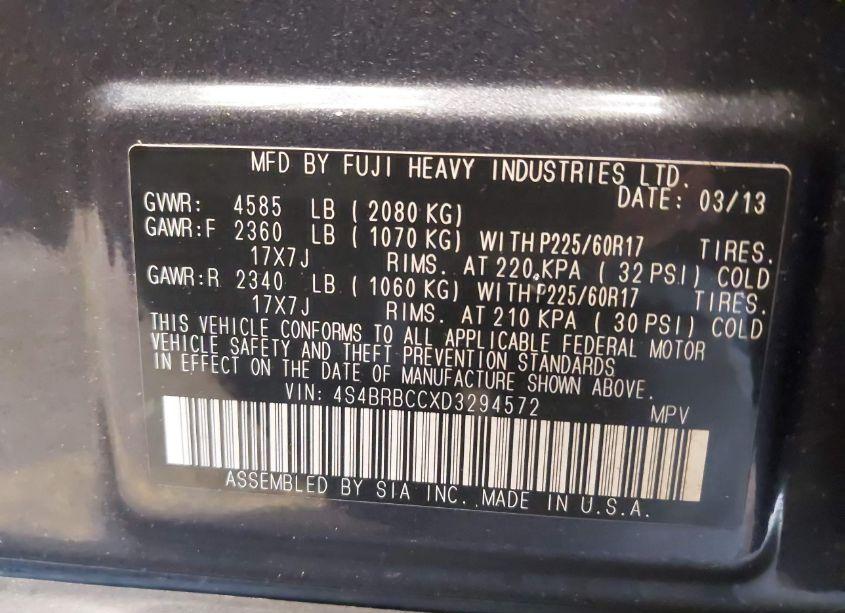 MFD BY FUJI HEAVY INDUSTRIES LTD.
DATE: 03/13
GVWR: 4585 LB ( 2080 KG)
GAWR:F 2360 LB ( 1070 KG) WITH P225/60R17 TIRES.
17X7J RIMS. AT 220 KPA ( 32 PSI) COLD
GAWR:R 2340 LB ( 1060 KG) WITH P225/60R17 TIRES.
17X7J RIMS. AT 210 KPA ( 30 PSI) COLD
THIS VEHICLE CONFORMS TO ALL APPLICABLE FEDERAL MOTOR
VEHICLE SAFETY AND THEFT PREVENTION STANDARDS
IN EFFECT ON THE DATE OF MANUFACTURE SHOWN ABOVE.
VIN: 4S4BRBCCXD3294572 MPV
ASSEMBLED BY SIA INC. MADE IN U.S.A.